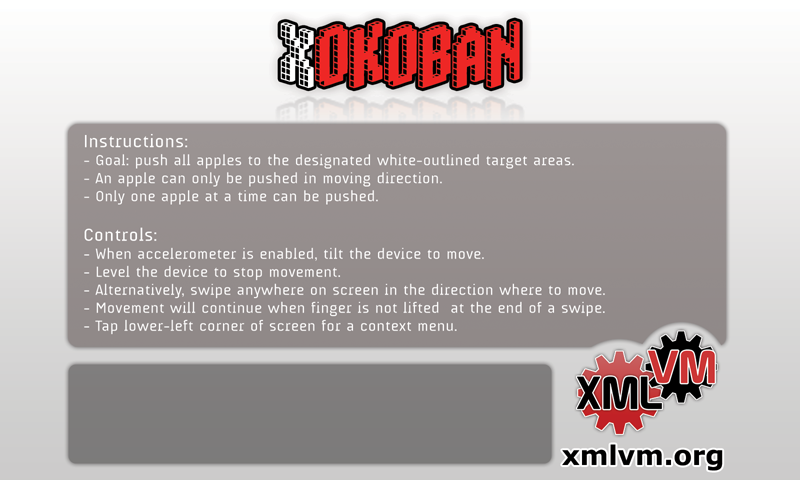 XOKOBAN
Instructions:
- Goal: push all apples to the designated white-outlined target areas.
- An apple can only be pushed in moving direction.
- Only one apple at a time can be pushed.
Controls:
- When accelerometer is enabled, tilt the device to move.
- Level the device to stop movement.
- Alternatively, swipe anywhere on screen in the direction where to move.
- Movement will continue when finger is not lifted  at the end of a swipe.
- Tap lower-left corner of screen for a context menu.
XMLVM
xmlvm.org